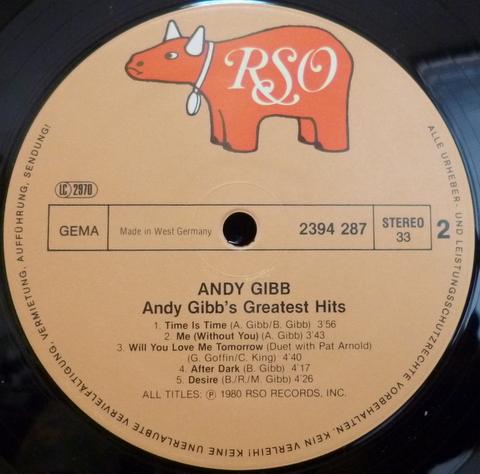 RSO
LC 2970
GEMA
Made in West Germany
2394 287
STEREO
33
2
ANDY GIBB
Andy Gibb's Greatest Hits
1. Time Is Time (A. Gibb/B. Gibb) 3'56
2. Me (Without You) (A. Gibb) 3'43
3. Will You Love Me Tomorrow (Duet with Pat Arnold)
(G. Goffin/C. King) 4'40
4. After Dark (B. Gibb) 4'17
5. Desire (B./R./M. Gibb) 4'26
ALL TITLES: ℗ 1980 RSO RECORDS, INC.
ALLE URHEBER- UND LEISTUNGSSCHUTZRECHTE VORBEHALTEN. KEIN VERLEIH! KEINE UNERLAUBTE VERVIELFÄLTIGUNG, VERMIETUNG, AUFFÜHRUNG, SENDUNG!